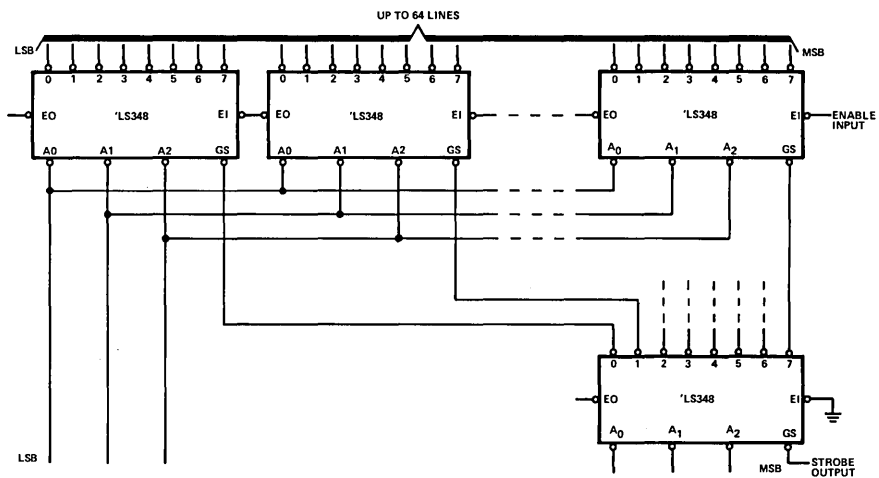 UP TO 64 LINES
LSB MSB
0 1 2 3 4 5 6 7 0 1 2 3 4 5 6 7 0 1 2 3 4 5 6 7
EO 'LS348 EI EO 'LS348 EI EO 'LS348 EI ENABLE
INPUT
A0 A1 A2 GS A0 A1 A2 GS A0 A1 A2 GS
0 1 2 3 4 5 6 7
EO 'LS348 EI
A0 A1 A2 GS
LSB MSB STROBE
OUTPUT